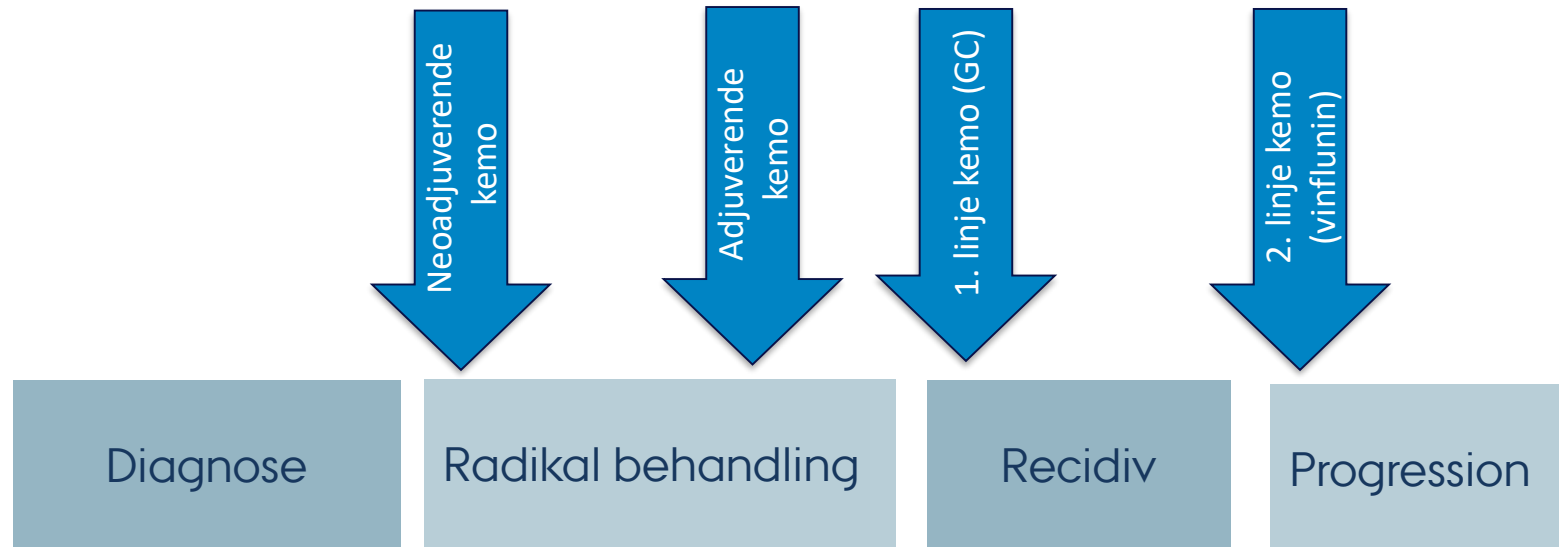 Neoadjuverende
kemo
Adjuverende
kemo
1. linje kemo (GC)
2. linje kemo
(vinflunin)
Diagnose
Radikal behandling
Recidiv
Progression